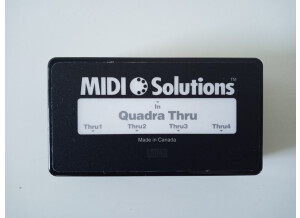 MIDI Solutions™
In
Quadra Thru
Thru1 Thru2 Thru3 Thru4
Made in Canada